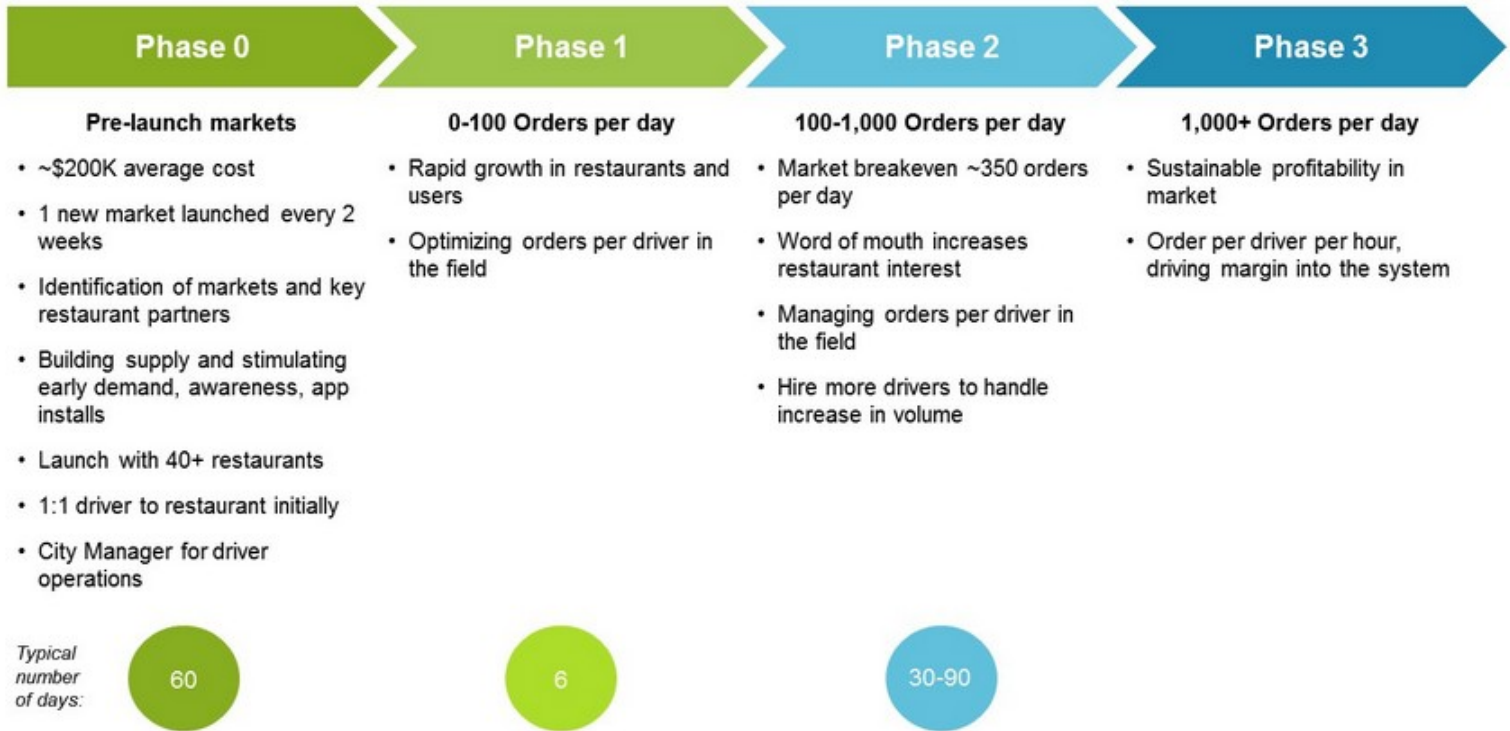 Phase 0
Phase 1
Phase 2
Phase 3
Pre-launch markets
• ~$200K average cost
• 1 new market launched every 2
weeks
• Identification of markets and key
restaurant partners
• Building supply and stimulating
early demand, awareness, app
installs
• Launch with 40+ restaurants
• 1:1 driver to restaurant initially
• City Manager for driver
operations
0-100 Orders per day
• Rapid growth in restaurants and
users
• Optimizing orders per driver in
the field
100-1,000 Orders per day
• Market breakeven ~350 orders
per day
• Word of mouth increases
restaurant interest
• Managing orders per driver in
the field
• Hire more drivers to handle
increase in volume
1,000+ Orders per day
• Sustainable profitability in
market
• Order per driver per hour,
driving margin into the system
Typical
number
of days:
60
6
30-90